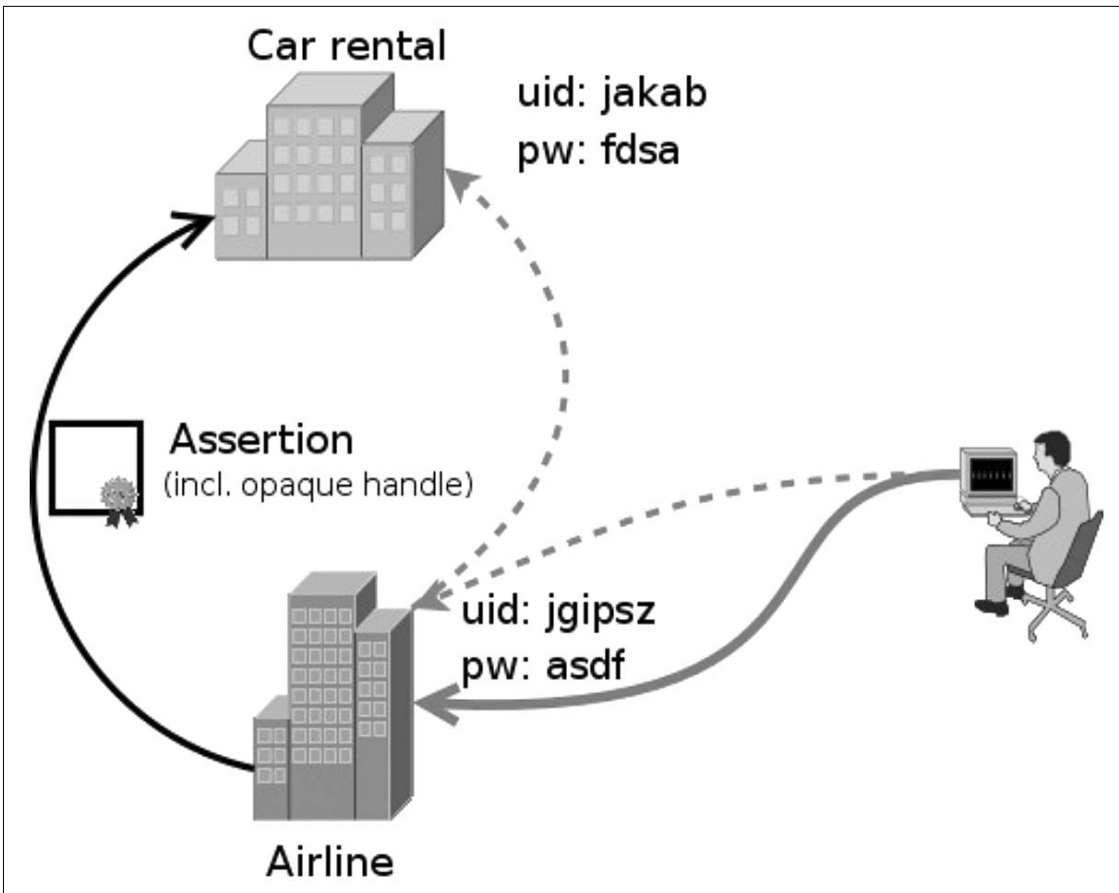 Car rental
uid: jakab
pw: fdsa
Assertion
(incl. opaque handle)
uid: jgipsz
pw: asdf
Airline